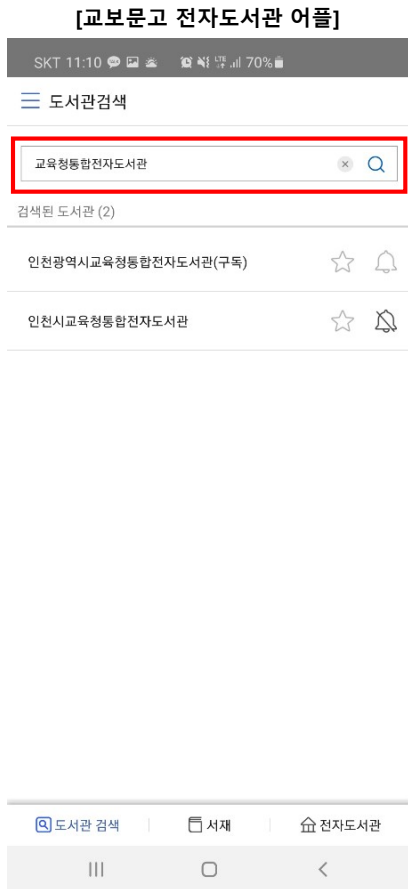 [교보문고 전자도서관 어플]
SKT 11:10 LTE 70%
도서관검색
교육청통합전자도서관
검색된 도서관 (2)
인천광역시교육청통합전자도서관(구독)
인천시교육청통합전자도서관
도서관 검색 서재 전자도서관